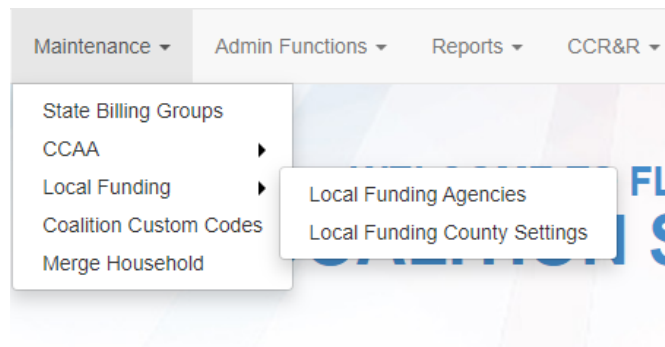 Maintenance Admin Functions Reports CCR&R
State Billing Groups
CCAA
Local Funding
Coalition Custom Codes
Merge Household
Local Funding Agencies
Local Funding County Settings